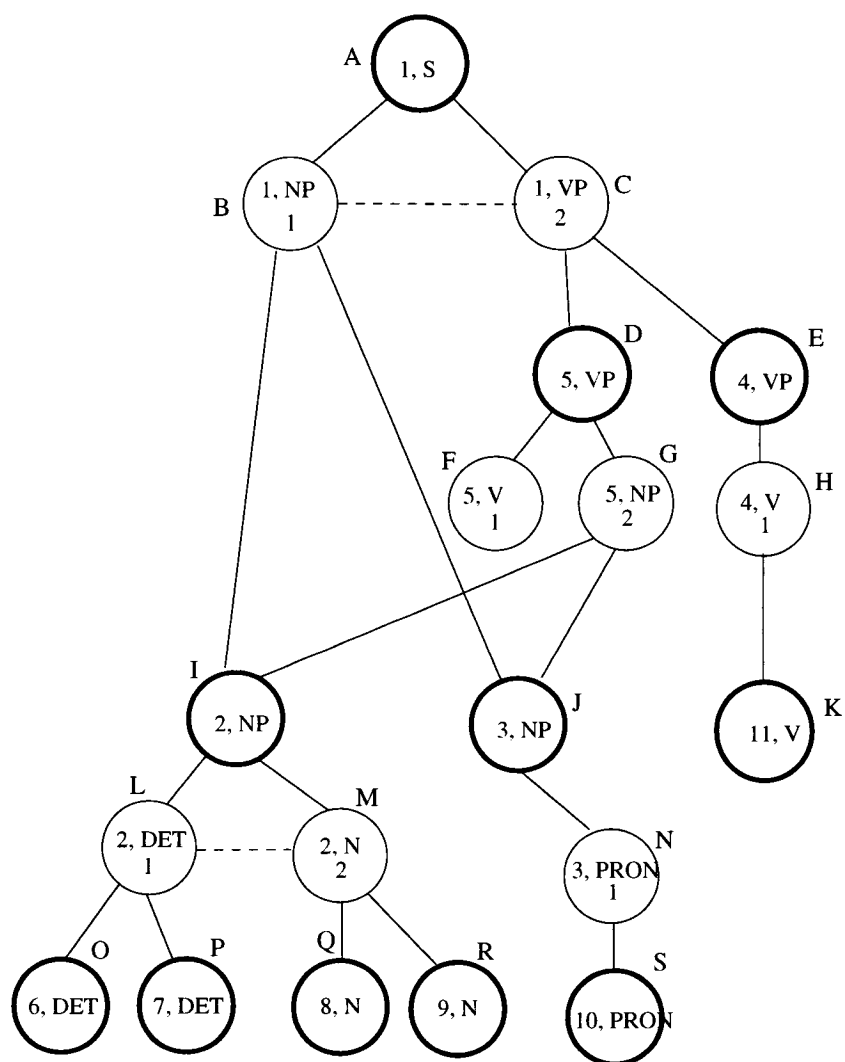 A
1, S
B
1, NP
1
1, VP
2
C
D
5, VP
E
4, VP
F
5, V
1
G
5, NP
2
H
4, V
1
I
2, NP
J
3, NP
K
11, V
L
2, DET
1
M
2, N
2
N
3, PRON
1
O
6, DET
P
7, DET
Q
8, N
R
9, N
S
10, PRON